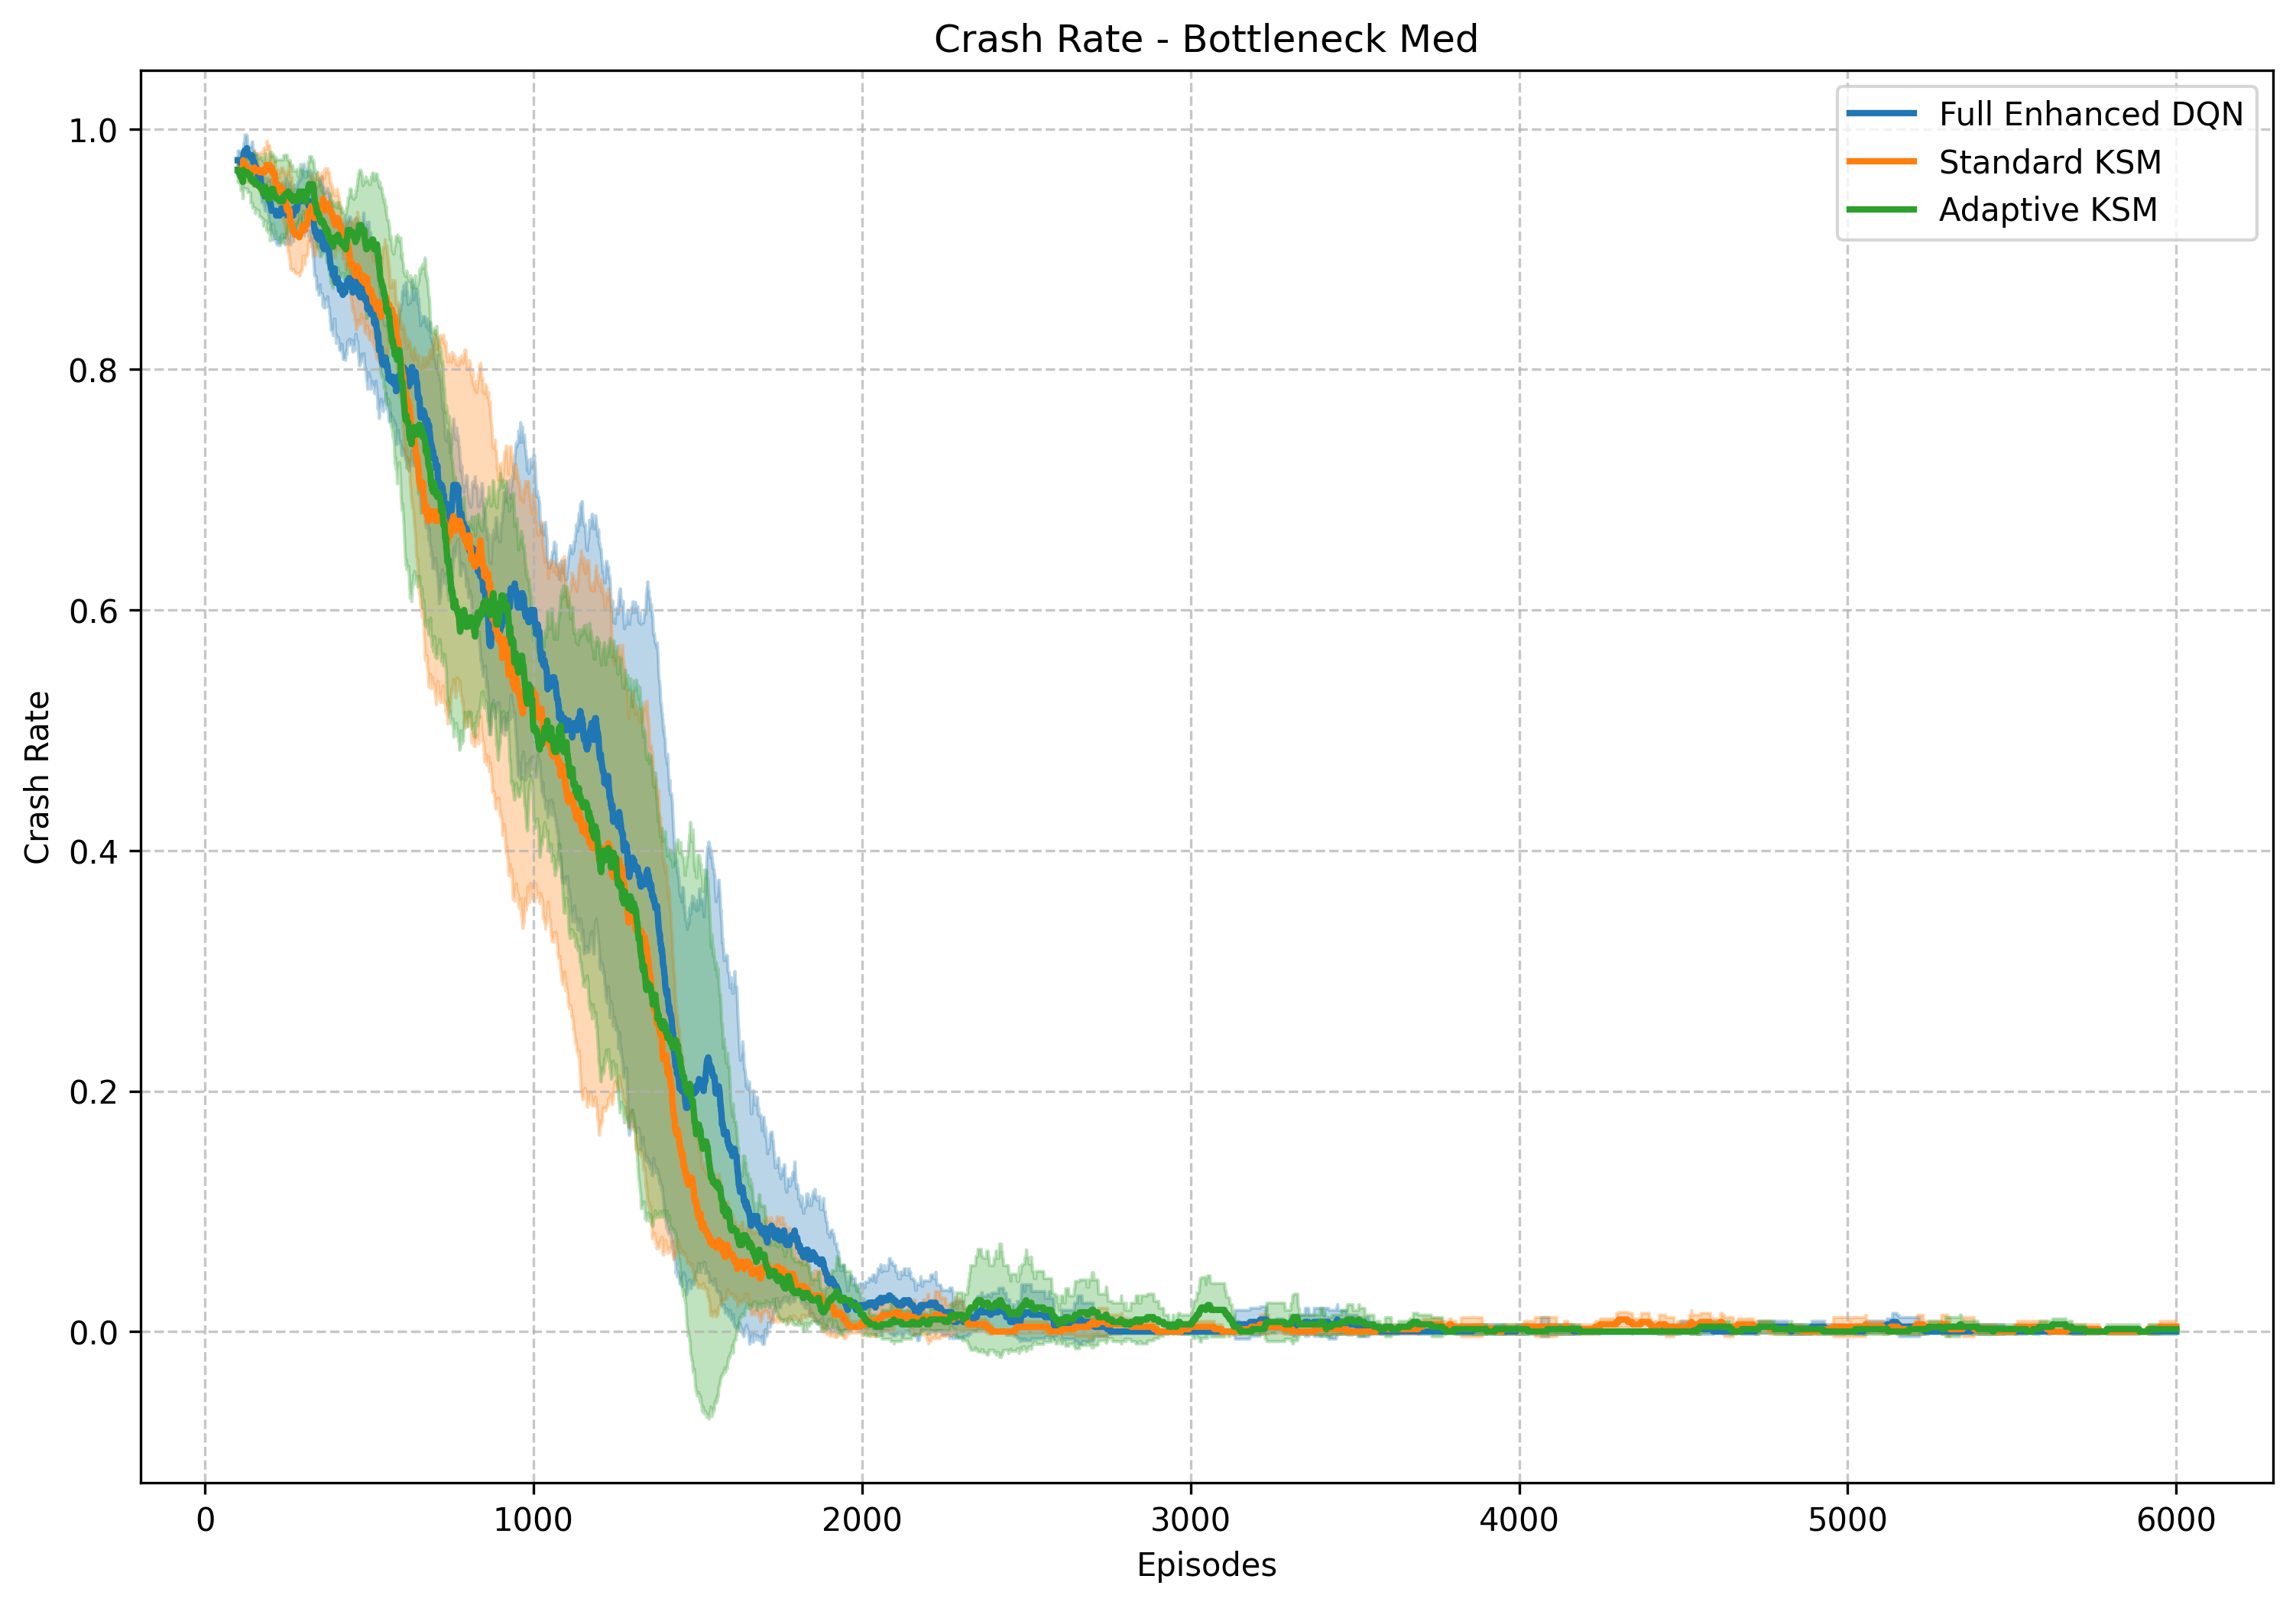 Crash Rate - Bottleneck Med
Full Enhanced DQN
Standard KSM
Adaptive KSM
Crash Rate
1.0
0.8
0.6
0.4
0.2
0.0
0 1000 2000 3000 4000 5000 6000
Episodes